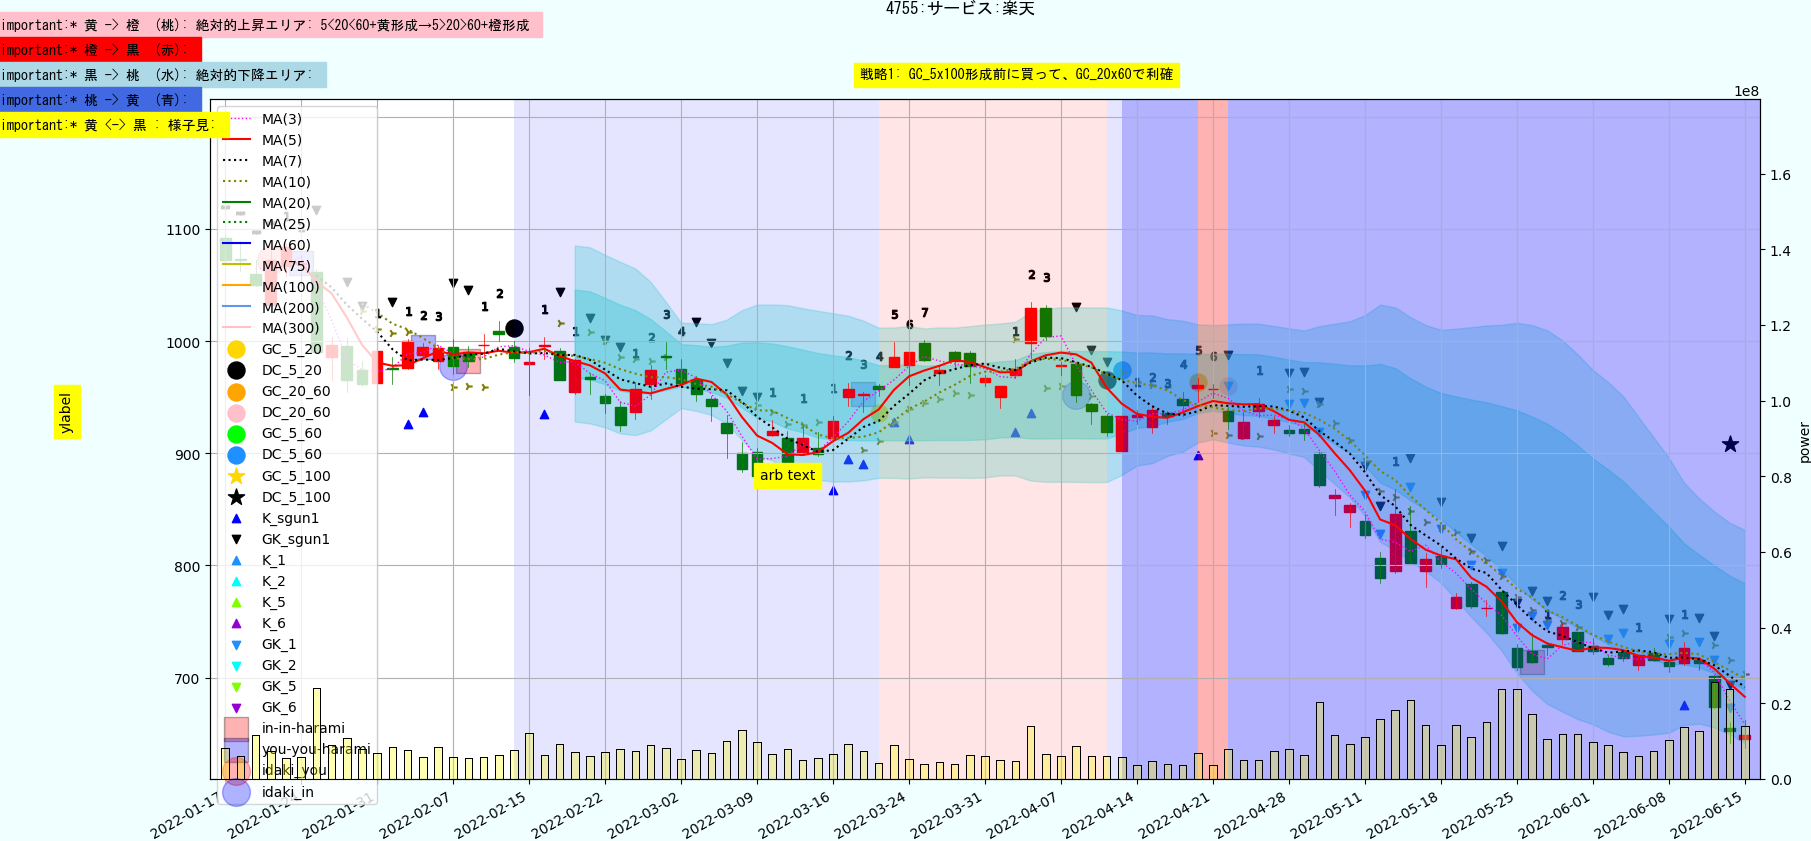 4755:サービス:楽天
important:* 黄 -> 橙 (桃): 絶対的上昇エリア: 5<20<60+黄形成→5>20>60+橙形成
important:* 橙 -> 黒 (赤):
important:* 黒 -> 桃 (水): 絶対的下降エリア:
戦略1: GC_5x100形成前に買って、GC_20x60で利確
important:* 桃 -> 黄 (青):
important:* 黄 <-> 黒 : 様子見:
1e8
MA(3)
MA(5)
MA(7)
MA(10)
MA(20)
MA(25)
MA(60)
MA(75)
MA(100)
MA(200)
MA(300)
GC_5_20
DC_5_20
GC_20_60
DC_20_60
GC_5_60
DC_5_60
GC_5_100
DC_5_100
K_sgun1
GK_sgun1
K_1
K_2
K_5
K_6
GK_1
GK_2
GK_5
GK_6
in-in-harami
you-you-harami
idaki_you
idaki_in
ylabel
1100
1000
900
800
700
arb text
power
1.6
1.4
1.2
1.0
0.8
0.6
0.4
0.2
0.0
2022-01-17
2022-01-31
2022-02-07
2022-02-15
2022-02-22
2022-03-02
2022-03-09
2022-03-16
2022-03-24
2022-03-31
2022-04-07
2022-04-14
2022-04-21
2022-04-28
2022-05-11
2022-05-18
2022-05-25
2022-06-01
2022-06-08
2022-06-15